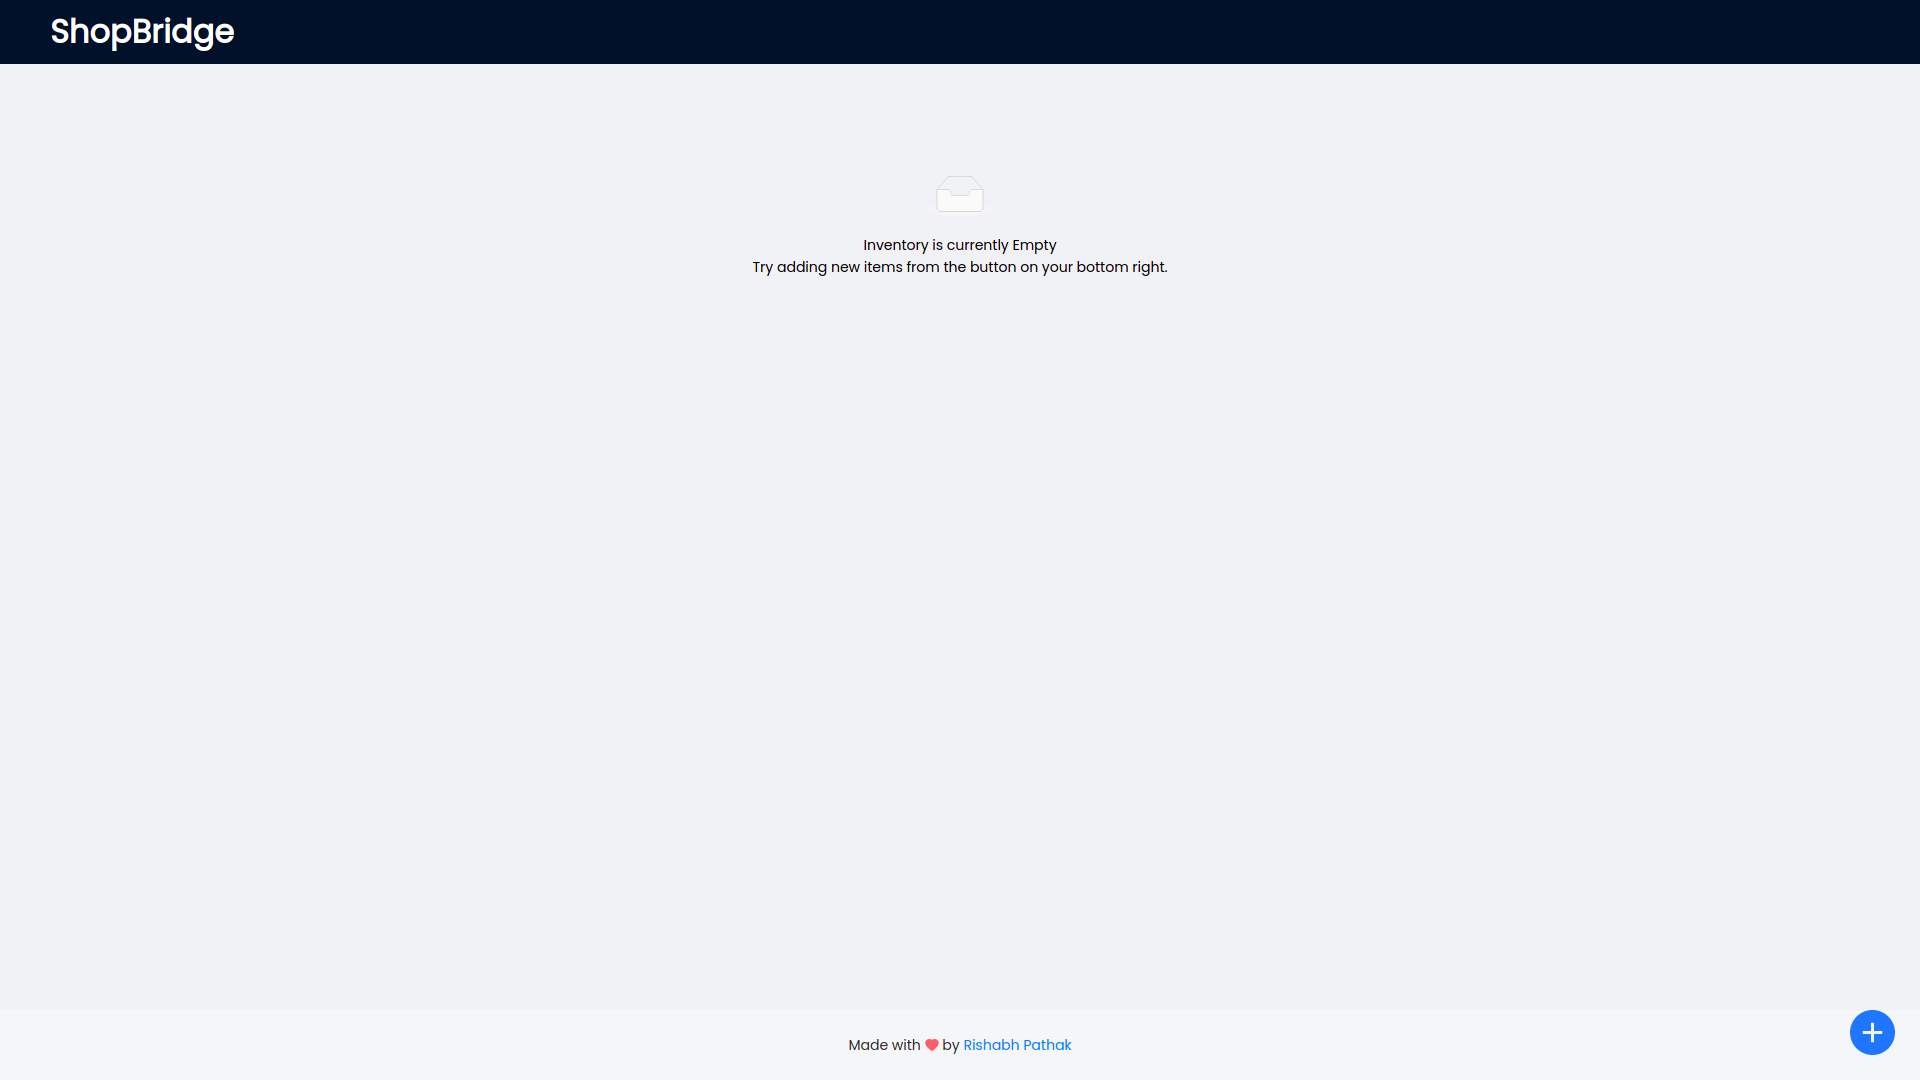 ShopBridge
Inventory is currently Empty
Try adding new items from the button on your bottom right.
Made with ❤ by Rishabh Pathak